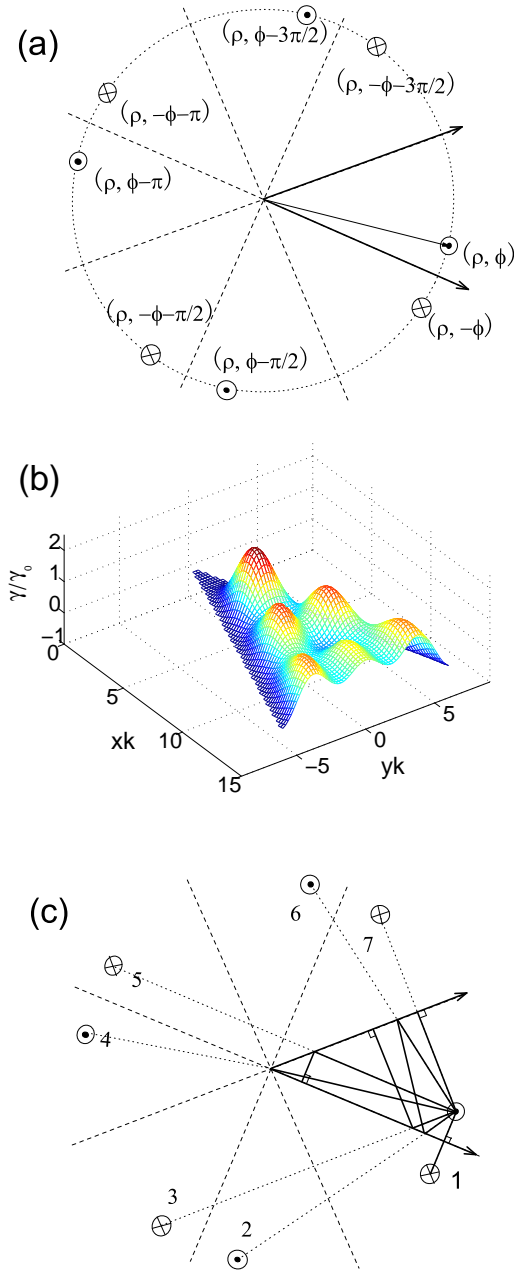 (a)
(ρ, ϕ−3π/2)
(ρ, −ϕ−3π/2)
(ρ, −ϕ−π)
(ρ, ϕ−π)
(ρ, ϕ)
(ρ, −ϕ−π/2)
(ρ, −ϕ)
(ρ, ϕ−π/2)
(b)
γ/γ₀
2
1
0
−1
0
5
10
15
xk
−5
0
5
yk
(c)
6
7
5
4
3
2
1